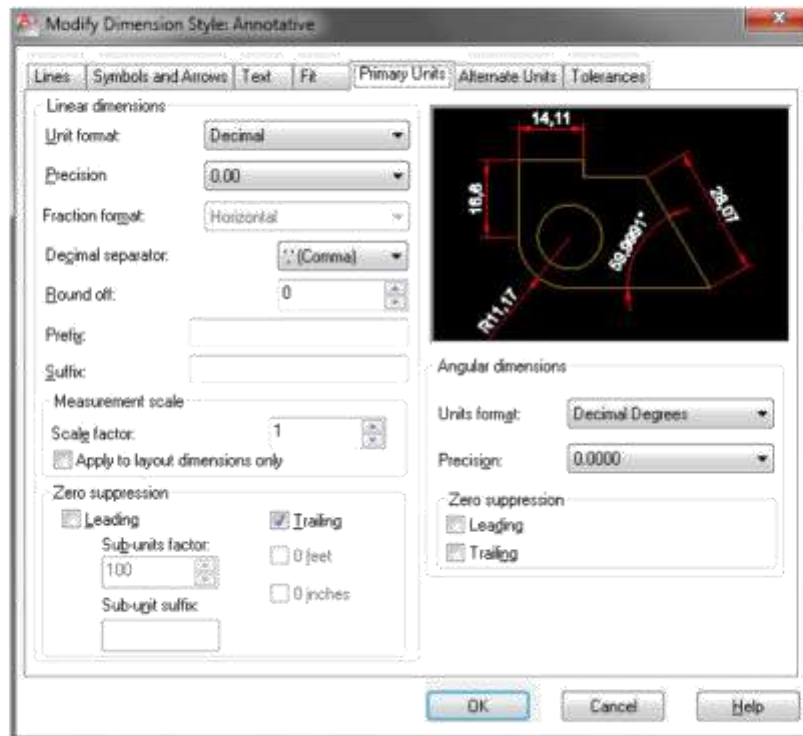 Modify Dimension Style: Annotative
Lines
Symbols and Arrows
Text
Fit
Primary Units
Alternate Units
Tolerances
Linear dimensions
Unit format:
Decimal
Precision
0.00
Fraction format:
Horizontal
Decimal separator:
',' (Comma)
Round off:
0
Prefix:
Suffix:
Measurement scale
Scale factor:
1
Apply to layout dimensions only
Zero suppression
Leading
Trailing
Sub-units factor:
100
0 feet
0 inches
Sub-unit suffix:
14,11
16,6
28,07
59,9991°
R11,17
Angular dimensions
Units format:
Decimal Degrees
Precision:
0.0000
Zero suppression
Leading
Trailing
OK
Cancel
Help